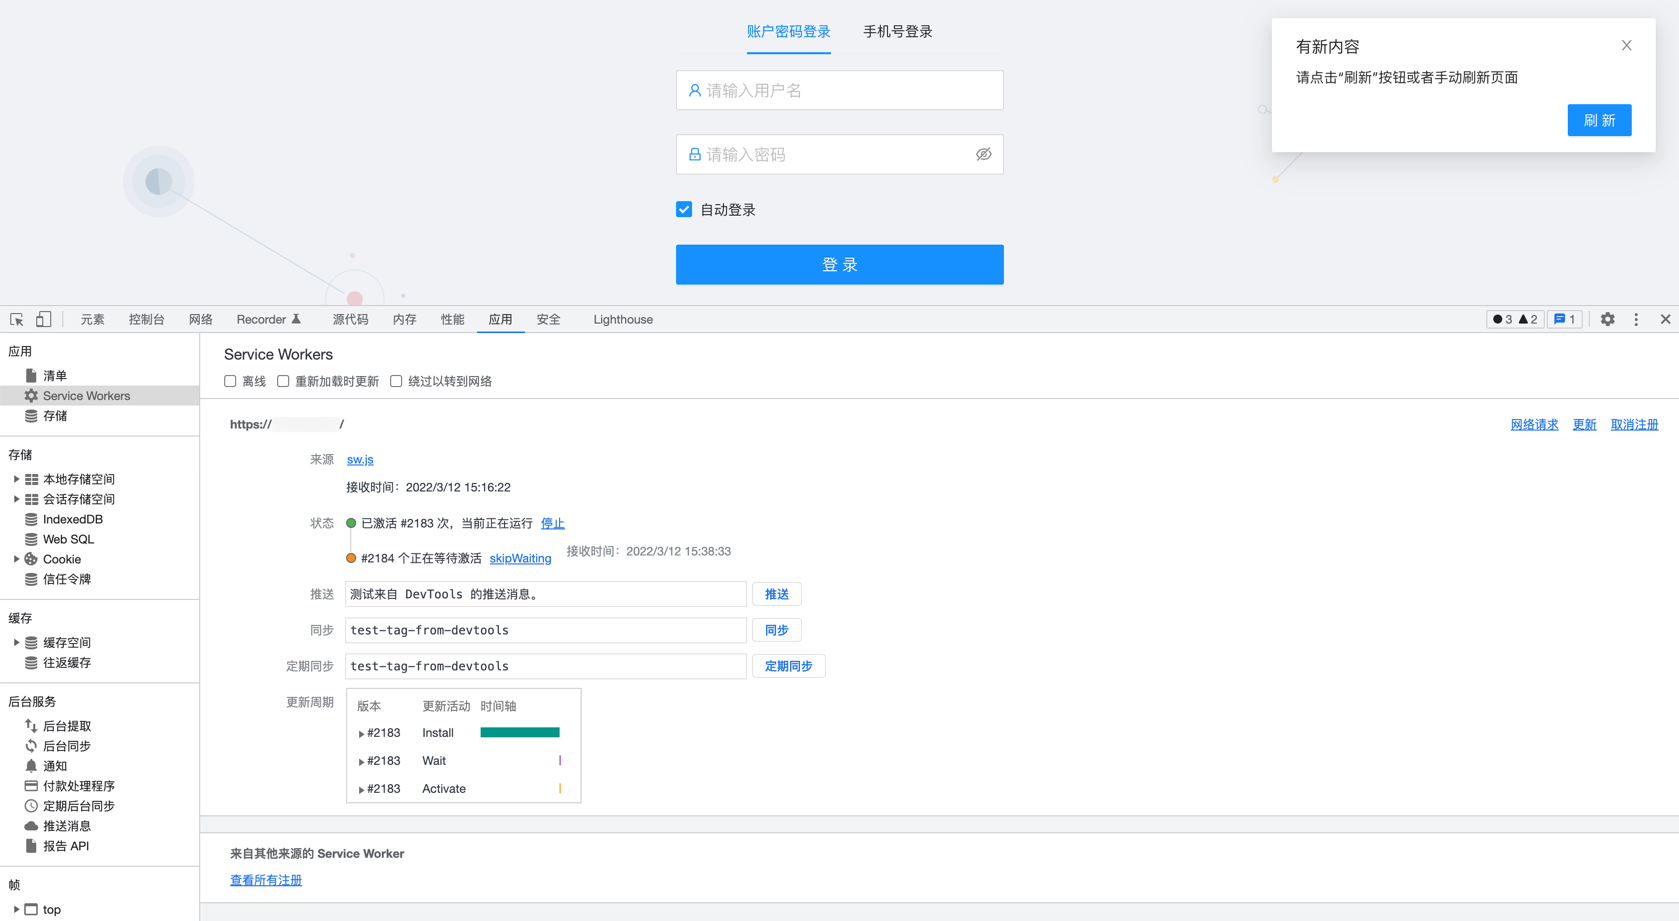 账户密码登录 手机号登录
有新内容
请点击“刷新”按钮或者手动刷新页面
刷 新
请输入用户名
请输入密码
自动登录
登 录
元素 控制台 网络 Recorder 源代码 内存 性能 应用 安全 Lighthouse 3 2 1
应用
清单
Service Workers
存储
存储
本地存储空间
会话存储空间
IndexedDB
Web SQL
Cookie
信任令牌
缓存
缓存空间
往返缓存
后台服务
后台提取
后台同步
通知
付款处理程序
定期后台同步
推送消息
报告 API
帧
top
Service Workers
离线 重新加载时更新 绕过以转到网络
https:// /
网络请求 更新 取消注册
来源 sw.js
接收时间：2022/3/12 15:16:22
状态 已激活 #2183 次，当前正在运行 停止
#2184 个正在等待激活 skipWaiting 接收时间：2022/3/12 15:38:33
推送 测试来自 DevTools 的推送消息。 推送
同步 test-tag-from-devtools 同步
定期同步 test-tag-from-devtools 定期同步
更新周期
版本 更新活动 时间轴
#2183 Install
#2183 Wait
#2183 Activate
来自其他来源的 Service Worker
查看所有注册